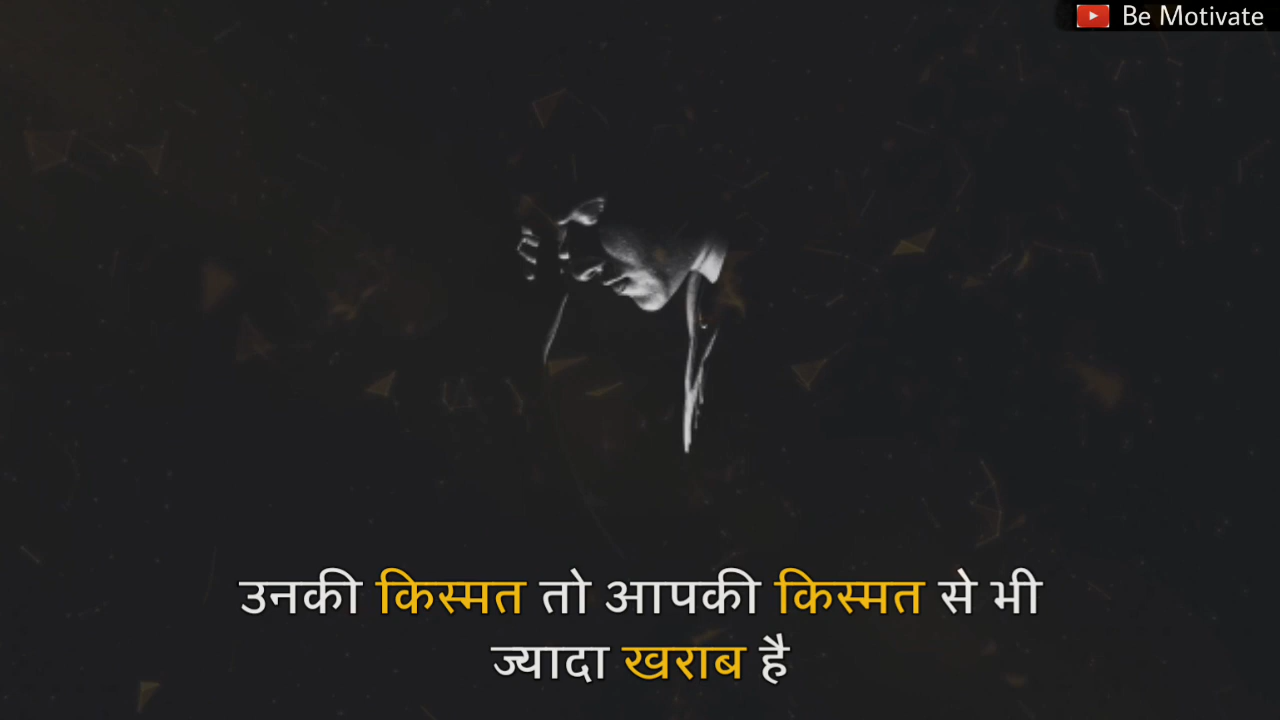 Be Motivate
उनकी किस्मत तो आपकी किस्मत से भी
ज्यादा खराब है